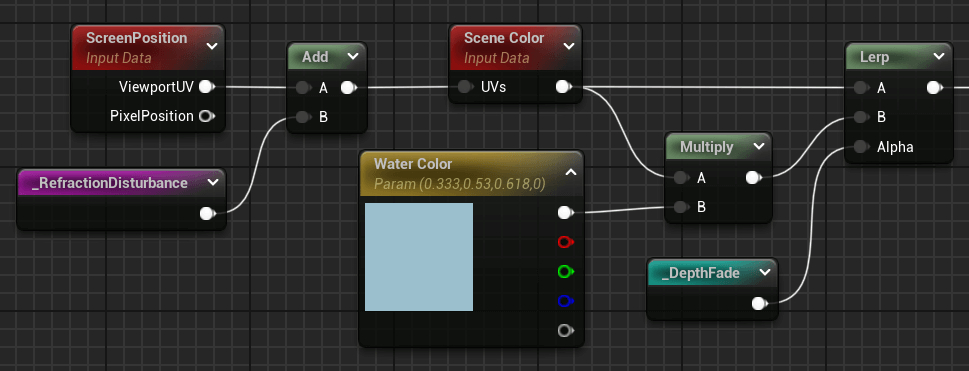 ScreenPosition
Input Data
ViewportUV
PixelPosition
_RefractionDisturbance
Add
A
B
Scene Color
Input Data
UVs
Water Color
Param (0.333,0.53,0.618,0)
Multiply
A
B
_DepthFade
Lerp
A
B
Alpha